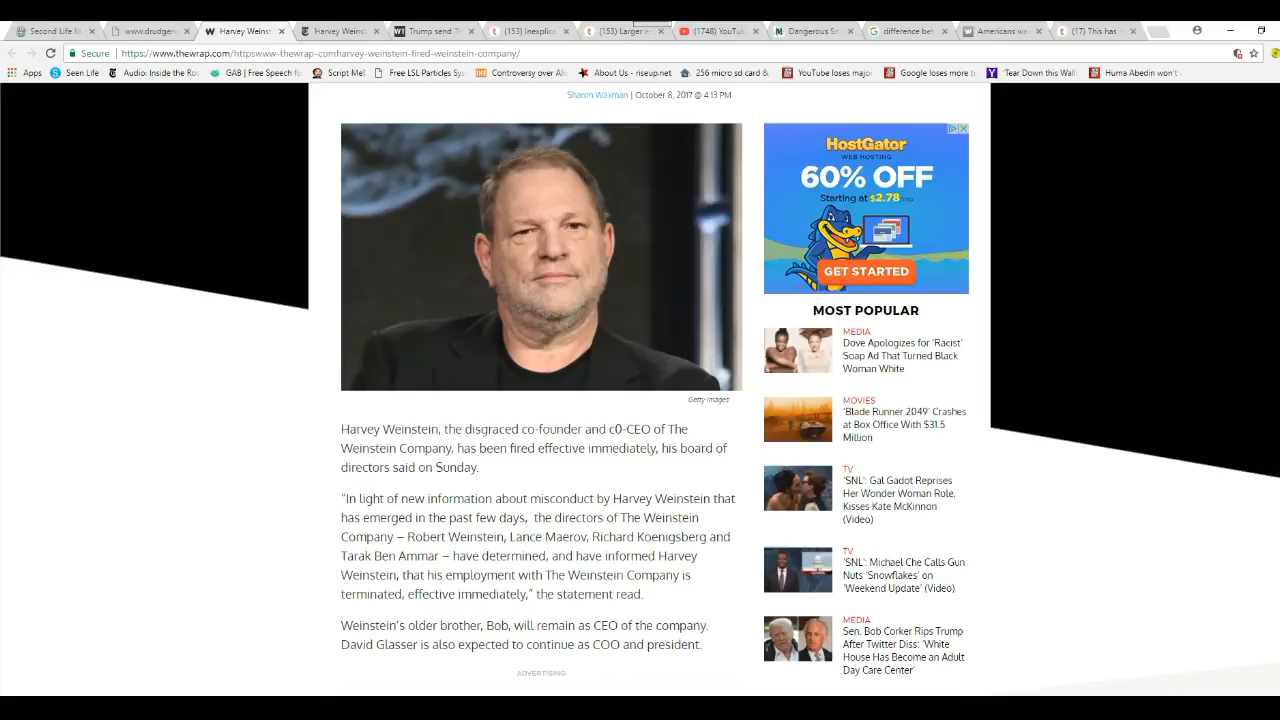 Second Life M
www.drudgere
Harvey Weinst
Harvey Weinst
Trump send 7
(153) Inexplic
(153) Larger a
(1748) YouTu
Dangerous Sn
difference bet
Americans wa
(17) This has
Secure
https://www.thewrap.com/httpswww-thewrap-comharvey-weinstein-fired-weinstein-company/
Apps
Seen Life
Audio: Inside the Ro
GAB | Free Speech fo
Script Me!
Free LSL Particles Sy
Controversy over Ali
About Us - riseup.net
256 micro sd card &
YouTube loses major
Google loses more t
Tear Down this Wall
Huma Abedin won't
Sharon Waxman | October 8, 2017 @ 4:13 PM
Getty Images
Harvey Weinstein, the disgraced co-founder and c0-CEO of The
Weinstein Company, has been fired effective immediately, his board of
directors said on Sunday.
“In light of new information about misconduct by Harvey Weinstein that
has emerged in the past few days, the directors of The Weinstein
Company – Robert Weinstein, Lance Maerov, Richard Koenigsberg and
Tarak Ben Ammar – have determined, and have informed Harvey
Weinstein, that his employment with The Weinstein Company is
terminated, effective immediately,” the statement read.
Weinstein’s older brother, Bob, will remain as CEO of the company.
David Glasser is also expected to continue as COO and president.
ADVERTISING
HostGator
WEB HOSTING
60% OFF
Starting at $2.78/mo
GET STARTED
MOST POPULAR
MEDIA
Dove Apologizes for ‘Racist’
Soap Ad That Turned Black
Woman White
MOVIES
‘Blade Runner 2049’ Crashes
at Box Office With $31.5
Million
TV
‘SNL’: Gal Gadot Reprises
Her Wonder Woman Role,
Kisses Kate McKinnon
(Video)
TV
‘SNL’: Michael Che Calls Gun
Nuts ‘Snowflakes’ on
‘Weekend Update’ (Video)
MEDIA
Sen. Bob Corker Rips Trump
After Twitter Diss: ‘White
House Has Become an Adult
Day Care Center’